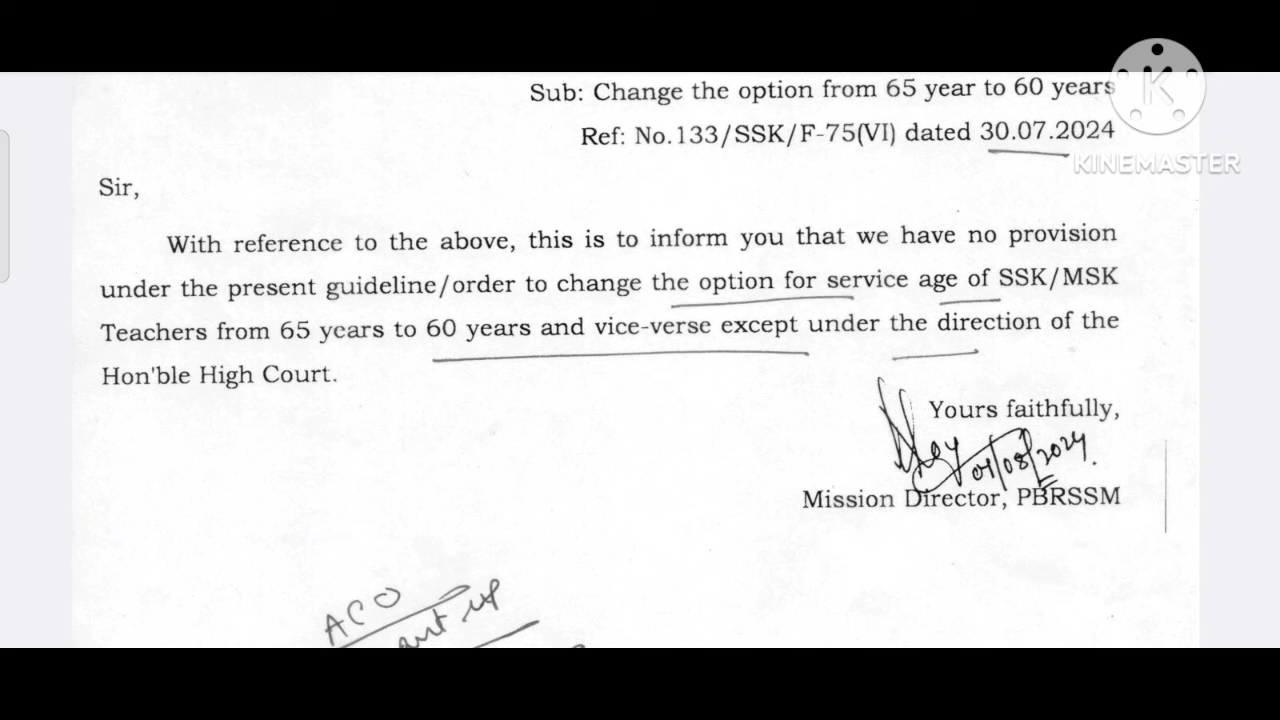 Sub: Change the option from 65 year to 60 years
Ref: No.133/SSK/F-75(VI) dated 30.07.2024
K
KINEMASTER
Sir,
With reference to the above, this is to inform you that we have no provision
under the present guideline/order to change the option for service age of SSK/MSK
Teachers from 65 years to 60 years and vice-verse except under the direction of the
Hon'ble High Court.
Yours faithfully,
/08/2024.
Mission Director, PBRSSM
ACO